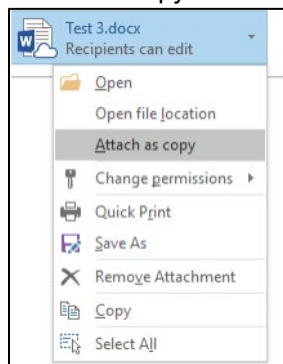 Test 3.docx
Recipients can edit
Open
Open file location
Attach as copy
Change permissions
Quick Print
Save As
Remove Attachment
Copy
Select All